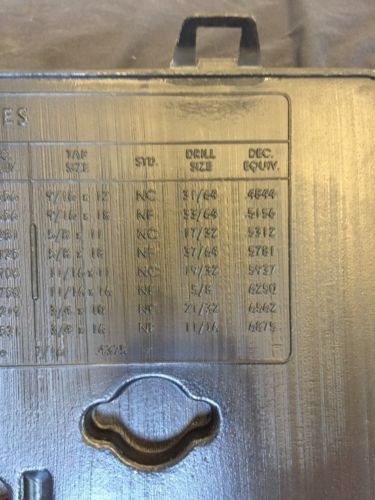 ES
TAP SIZE STD. DRILL SIZE DEC. EQUIV.
9/16 x 12 NC 31/64 .4844
9/16 x 18 NF 33/64 .5156
5/8 x 11 NC 17/32 .5312
5/8 x 18 NF 37/64 .5781
11/16 x 11 NC 19/32 .5937
11/16 x 16 NF 5/8 .6250
3/4 x 10 NC 21/32 .6562
3/4 x 16 NF 11/16 .6875
7/16 .4375